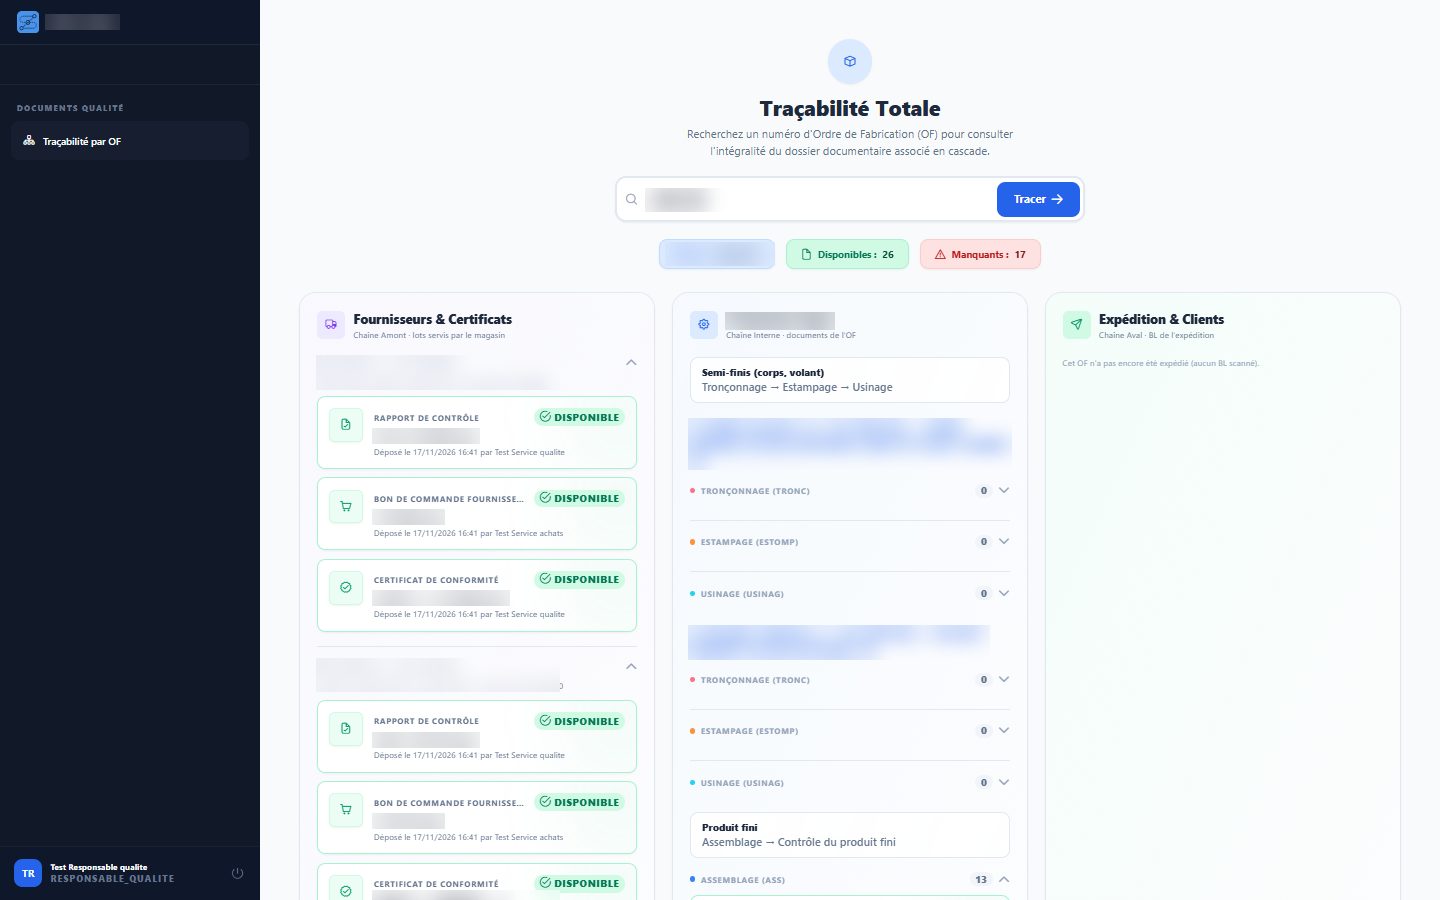 DOCUMENTS QUALITÉ
Traçabilité par OF
TR
Test Responsable qualite
RESPONSABLE_QUALITE
Traçabilité Totale
Recherchez un numéro d'Ordre de Fabrication (OF) pour consulter
l'intégralité du dossier documentaire associé en cascade.
Tracer
Disponibles : 26
Manquants : 17
Fournisseurs & Certificats
Chaîne Amont · lots servis par le magasin
RAPPORT DE CONTRÔLE
DISPONIBLE
Déposé le 17/11/2026 16:41 par Test Service qualite
BON DE COMMANDE FOURNISSE...
DISPONIBLE
Déposé le 17/11/2026 16:41 par Test Service achats
CERTIFICAT DE CONFORMITÉ
DISPONIBLE
Déposé le 17/11/2026 16:41 par Test Service qualite
RAPPORT DE CONTRÔLE
DISPONIBLE
Déposé le 17/11/2026 16:41 par Test Service qualite
BON DE COMMANDE FOURNISSE...
DISPONIBLE
Déposé le 17/11/2026 16:41 par Test Service achats
CERTIFICAT DE CONFORMITÉ
DISPONIBLE
Chaîne Interne · documents de l'OF
Semi-finis (corps, volant)
Tronçonnage → Estampage → Usinage
TRONÇONNAGE (TRONC) 0
ESTAMPAGE (ESTOMP) 0
USINAGE (USINAG) 0
TRONÇONNAGE (TRONC) 0
ESTAMPAGE (ESTOMP) 0
USINAGE (USINAG) 0
Produit fini
Assemblage → Contrôle du produit fini
ASSEMBLAGE (ASS) 13
Expédition & Clients
Chaîne Aval · BL de l'expédition
Cet OF n'a pas encore été expédié (aucun BL scanné).